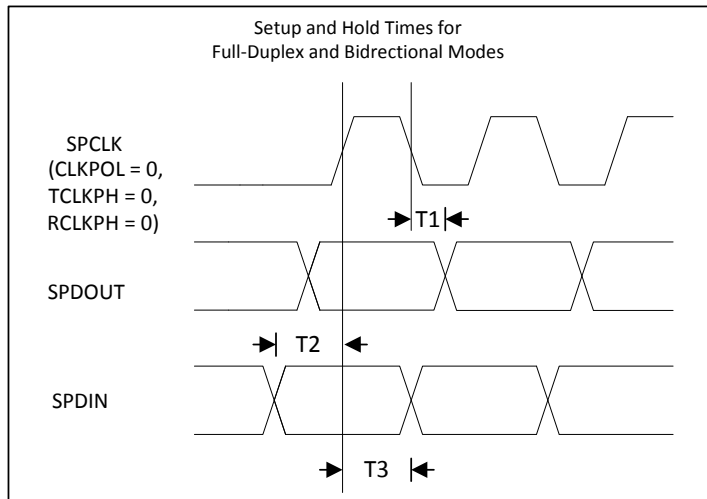 Setup and Hold Times for
Full-Duplex and Bidrectional Modes
SPCLK
(CLKPOL = 0,
TCLKPH = 0,
RCLKPH = 0)
T1
SPDOUT
T2
SPDIN
T3